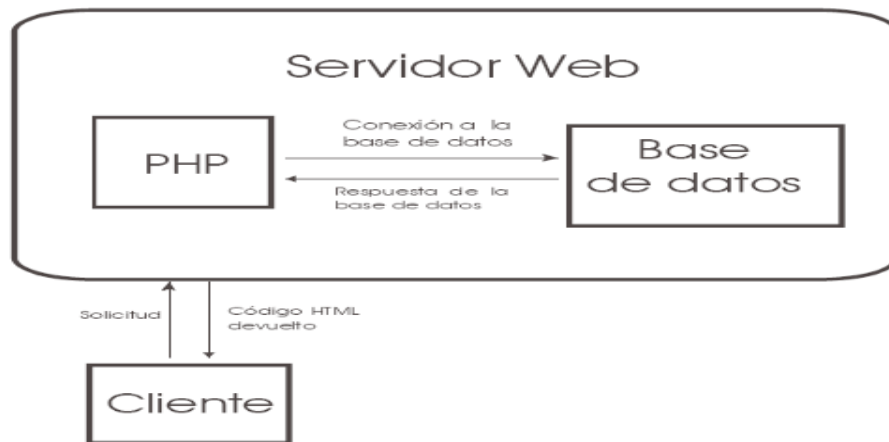 Servidor Web
PHP
Conexión a la
base de datos
Respuesta de la
base de datos
Base
de datos
Solicitud
Código HTML
devuelto
Cliente